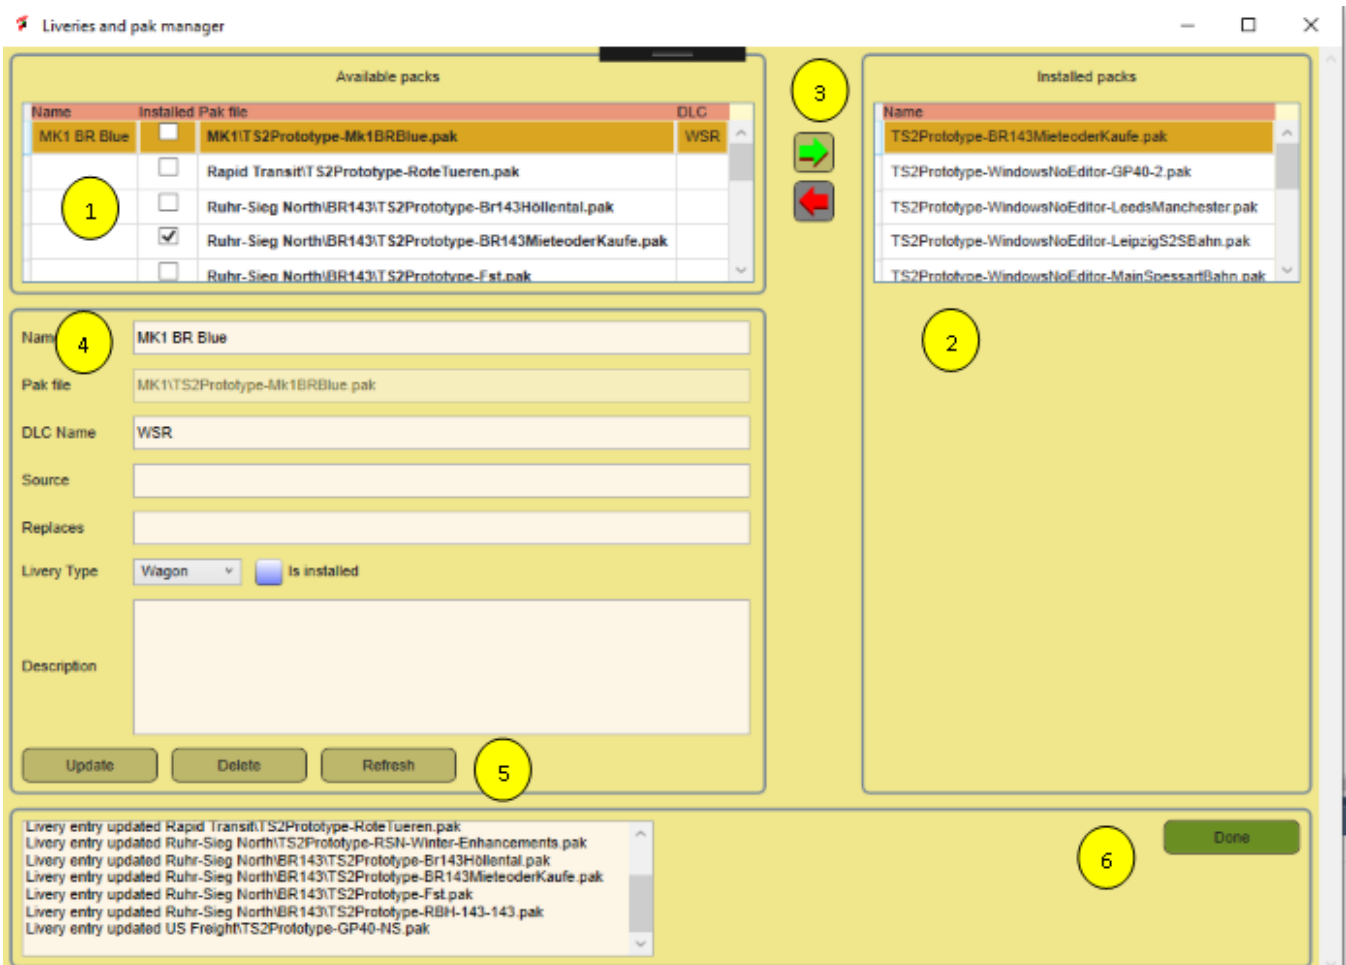 Liveries and pak manager
Available packs
Name Installed Pak file DLC
MK1 BR Blue MK1\TS2Prototype-Mk1BRBlue.pak WSR
Rapid Transit\TS2Prototype-RoteTueren.pak
Ruhr-Sieg North\BR143\TS2Prototype-Br143Höllental.pak
1
Ruhr-Sieg North\BR143\TS2Prototype-BR143MieteoderKaufe.pak
Ruhr-Sieg North\BR143\TS2Prototype-Fst.pak
3
Installed packs
Name
TS2Prototype-BR143MieteoderKaufe.pak
TS2Prototype-WindowsNoEditor-GP40-2.pak
TS2Prototype-WindowsNoEditor-LeedsManchester.pak
TS2Prototype-WindowsNoEditor-LeipzigS2SBahn.pak
TS2Prototype-WindowsNoEditor-MainSpessartBahn.pak
2
Name 4 MK1 BR Blue
Pak file MK1\TS2Prototype-Mk1BRBlue.pak
DLC Name WSR
Source
Replaces
Livery Type Wagon Is installed
Description
Update Delete Refresh 5
Livery entry updated Rapid Transit\TS2Prototype-RoteTueren.pak
Livery entry updated Ruhr-Sieg North\TS2Prototype-RSN-Winter-Enhancements.pak
Livery entry updated Ruhr-Sieg North\BR143\TS2Prototype-Br143Höllental.pak
Livery entry updated Ruhr-Sieg North\BR143\TS2Prototype-BR143MieteoderKaufe.pak
Livery entry updated Ruhr-Sieg North\BR143\TS2Prototype-Fst.pak
Livery entry updated Ruhr-Sieg North\BR143\TS2Prototype-RBH-143-143.pak
Livery entry updated US Freight\TS2Prototype-GP40-NS.pak
6
Done